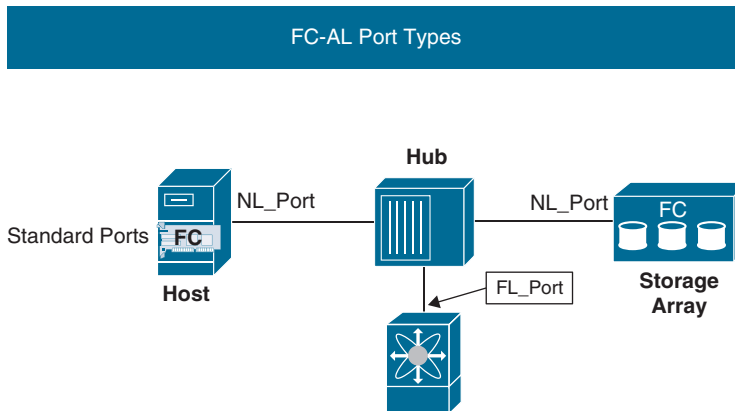 FC-AL Port Types
Hub
NL_Port
NL_Port
FC
Standard Ports
FC
Host
Storage
Array
FL_Port